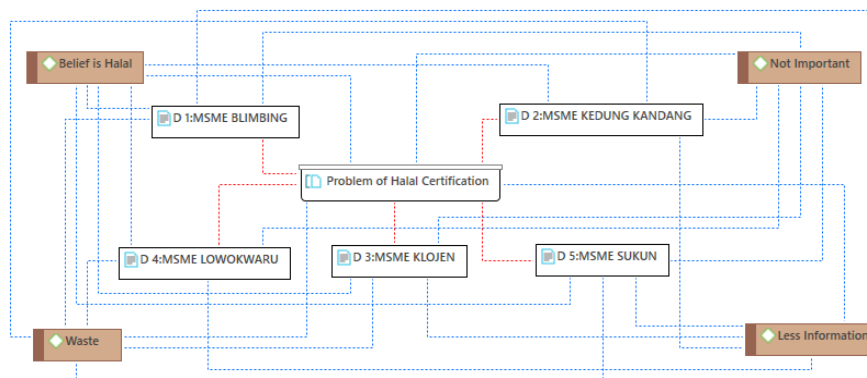 Belief is Halal
Not Important
D 1:MSME BLIMBING
D 2:MSME KEDUNG KANDANG
Problem of Halal Certification
D 4:MSME LOWOKWARU
D 3:MSME KLOJEN
D 5:MSME SUKUN
Waste
Less Information